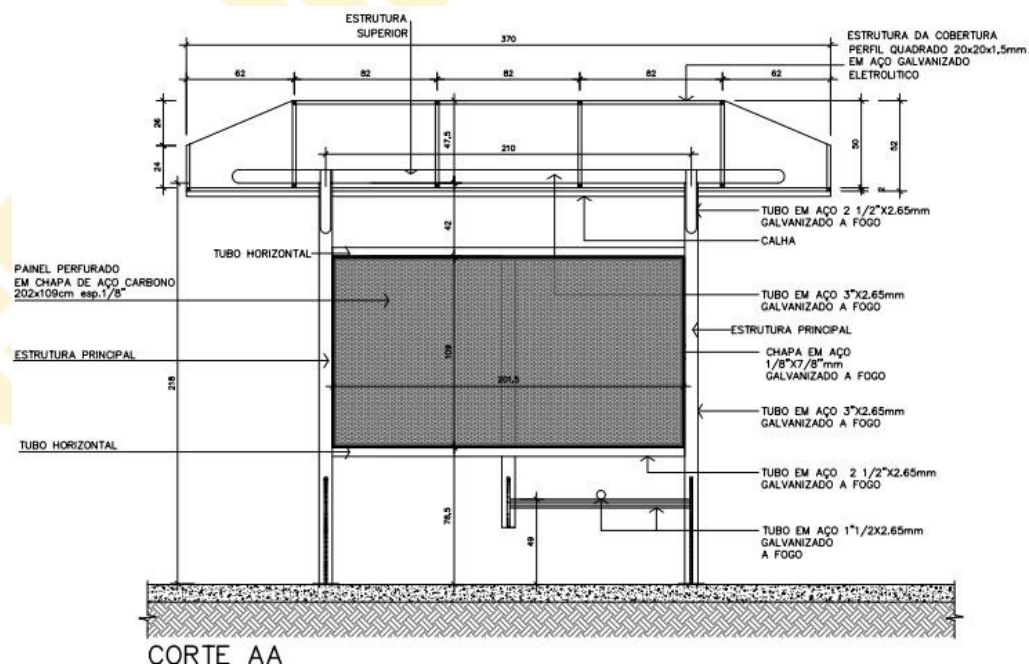 ESTRUTURA
SUPERIOR
370
ESTRUTURA DA COBERTURA
PERFIL QUADRADO 20x20x1,5mm
EM AÇO GALVANIZADO
ELETROLITICO
62
82
82
82
62
26
47,5
210
50
52
24
2
TUBO EM AÇO 2 1/2"X2.65mm
GALVANIZADO A FOGO
42
CALHA
TUBO HORIZONTAL
PAINEL PERFURADO
EM CHAPA DE AÇO CARBONO
202x109cm esp.1/8"
TUBO EM AÇO 3"X2.65mm
GALVANIZADO A FOGO
ESTRUTURA PRINCIPAL
ESTRUTURA PRINCIPAL
109
CHAPA EM AÇO
1/8"X7/8"mm
GALVANIZADO A FOGO
218
201,5
TUBO EM AÇO 3"X2.65mm
GALVANIZADO A FOGO
TUBO HORIZONTAL
TUBO EM AÇO 2 1/2"X2.65mm
GALVANIZADO A FOGO
78,5
49
TUBO EM AÇO 1"1/2X2.65mm
GALVANIZADO
A FOGO
CORTE AA